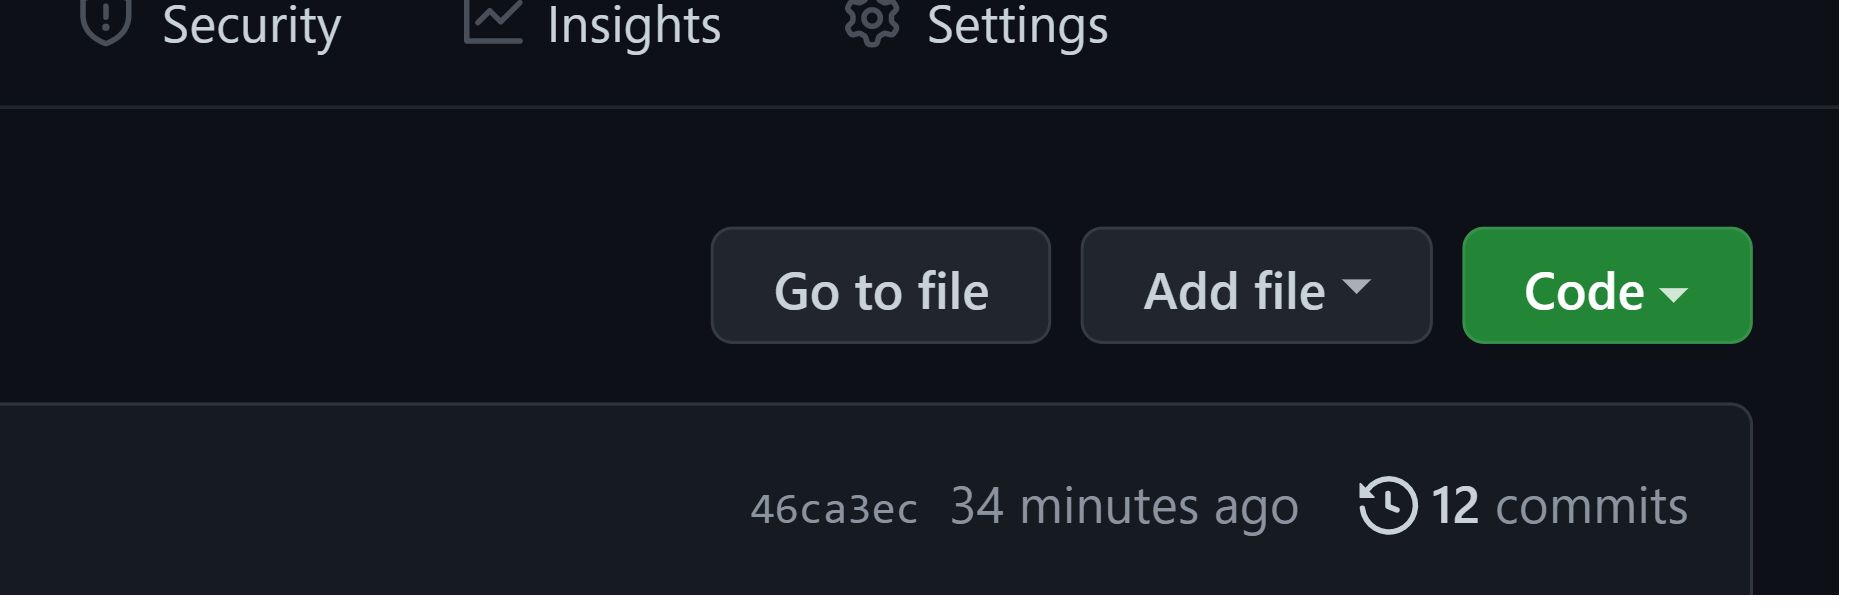 Security Insights Settings
Go to file Add file Code
46ca3ec 34 minutes ago 12 commits